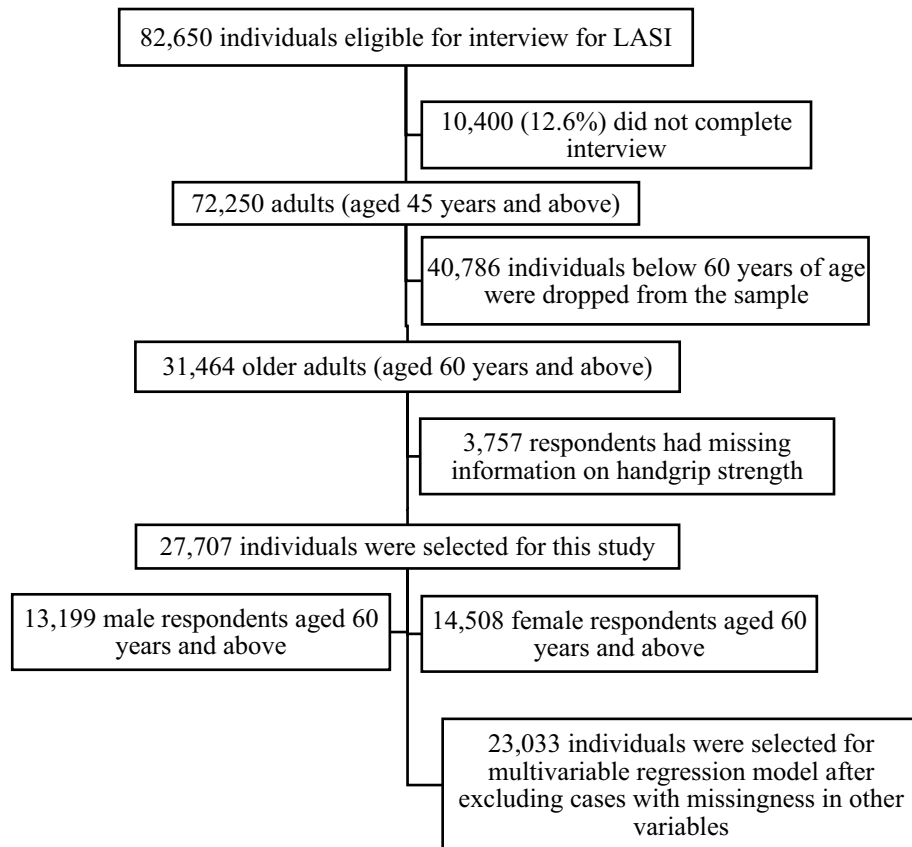 82,650 individuals eligible for interview for LASI
10,400 (12.6%) did not complete
interview
72,250 adults (aged 45 years and above)
40,786 individuals below 60 years of age
were dropped from the sample
31,464 older adults (aged 60 years and above)
3,757 respondents had missing
information on handgrip strength
27,707 individuals were selected for this study
13,199 male respondents aged 60
years and above
14,508 female respondents aged 60
years and above
23,033 individuals were selected for
multivariable regression model after
excluding cases with missingness in other
variables